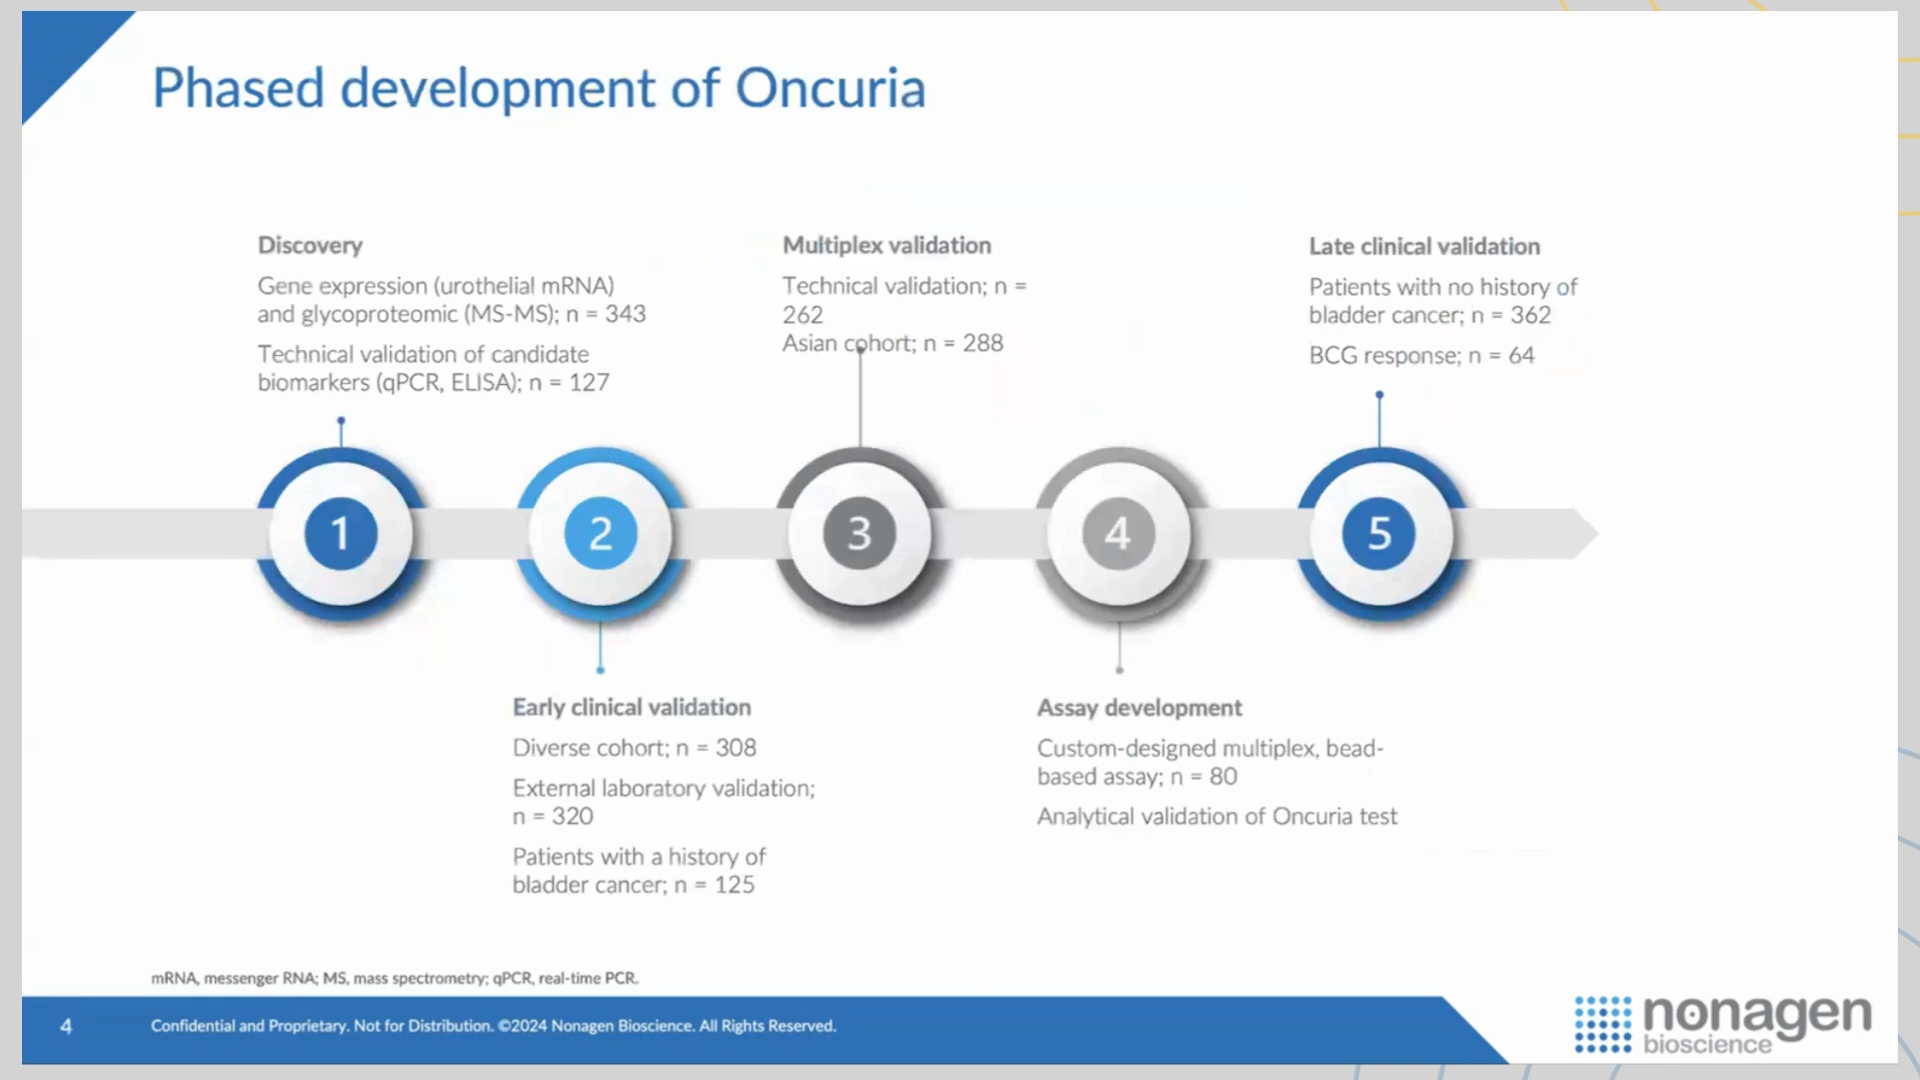 Phased development of Oncuria
Discovery
Gene expression (urothelial mRNA)
and glycoproteomic (MS-MS); n = 343
Technical validation of candidate
biomarkers (qPCR, ELISA); n = 127
Multiplex validation
Technical validation; n =
262
Asian cohort; n = 288
Late clinical validation
Patients with no history of
bladder cancer; n = 362
BCG response; n = 64
1
2
3
4
5
Early clinical validation
Diverse cohort; n = 308
External laboratory validation;
n = 320
Patients with a history of
bladder cancer; n = 125
Assay development
Custom-designed multiplex, bead-
based assay; n = 80
Analytical validation of Oncuria test
mRNA, messenger RNA; MS, mass spectrometry; qPCR, real-time PCR.
4
Confidential and Proprietary. Not for Distribution. ©2024 Nonagen Bioscience. All Rights Reserved.
nonagen
bioscience